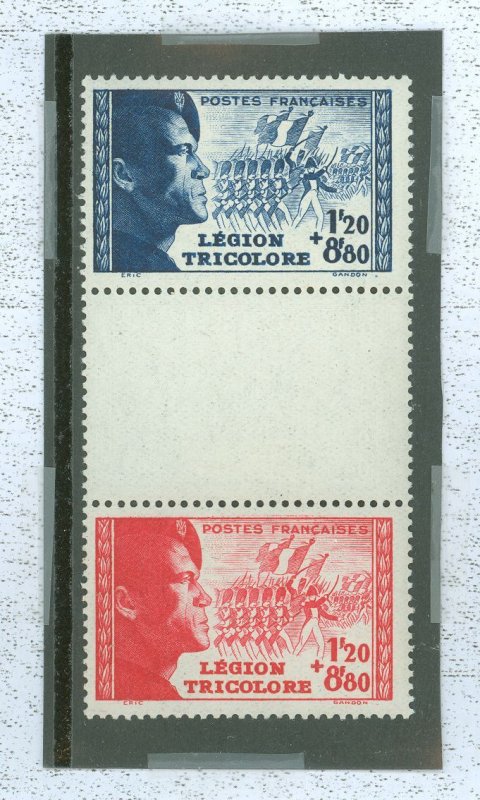 POSTES FRANÇAISES
1f20
LÉGION + 8f80
TRICOLORE
ERIC GANDON
POSTES FRANÇAISES
1f20
LÉGION + 8f80
TRICOLORE
ERIC GANDON